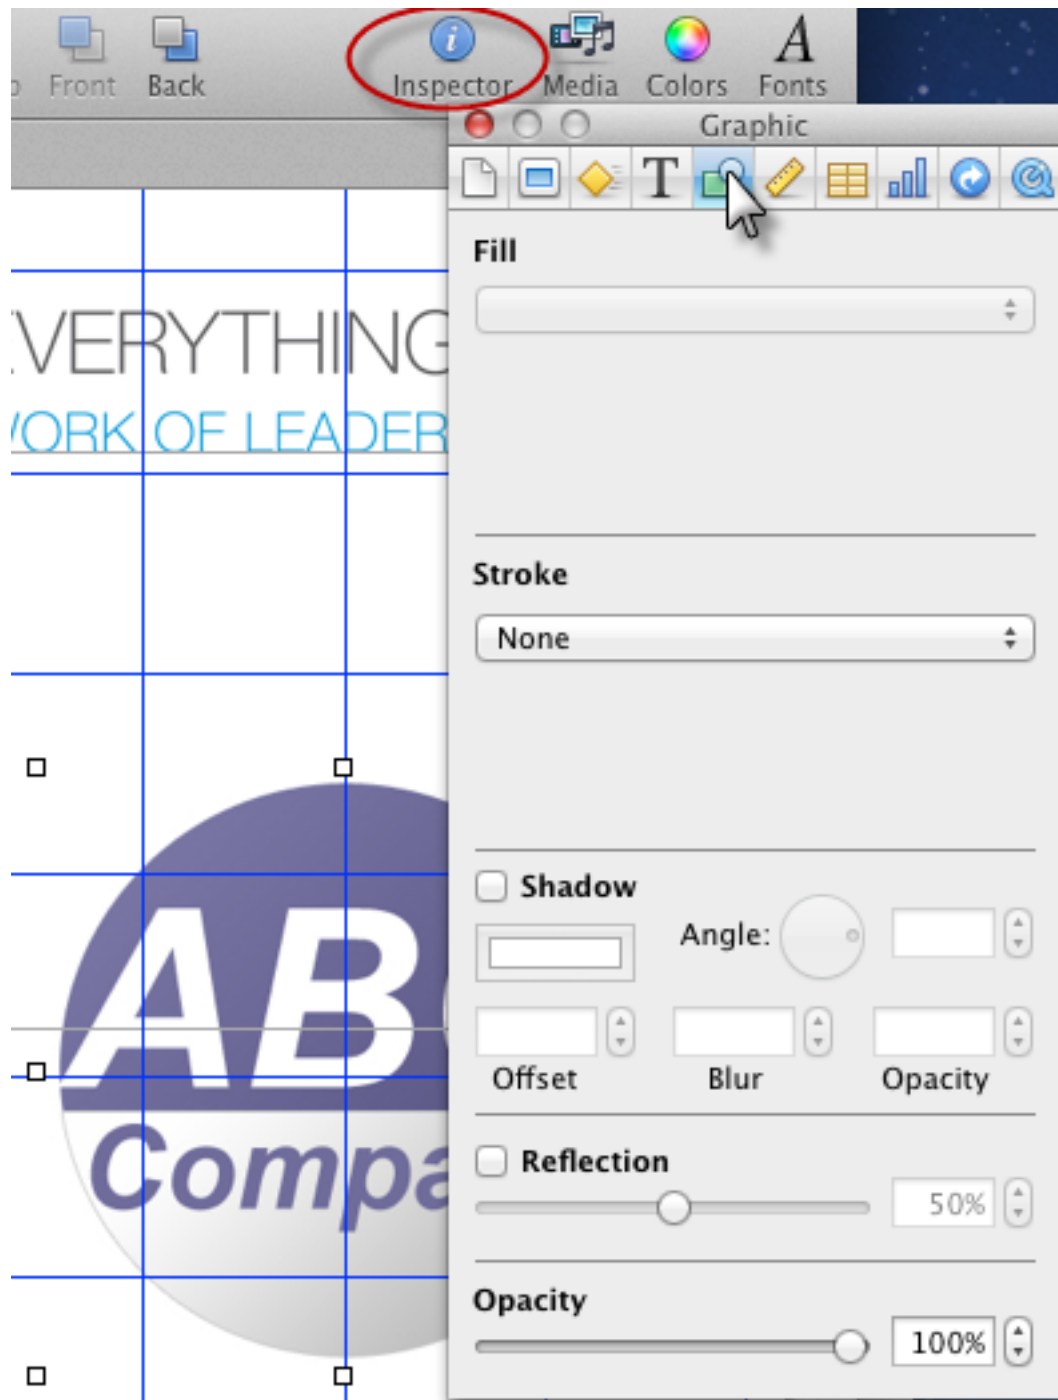 Front Back Inspector Media Colors Fonts
Graphic
T
Fill
VERYTHING
WORK OF LEADER
Stroke
None
Shadow
Angle:
Offset Blur Opacity
AB
Compa
Reflection
50%
Opacity
100%